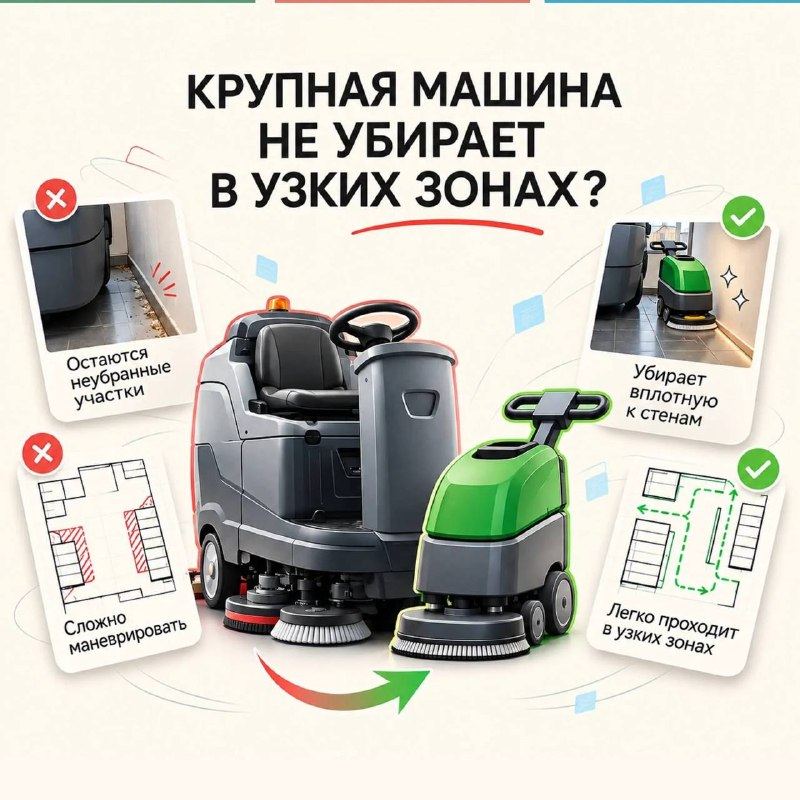 КРУПНАЯ МАШИНА
НЕ УБИРАЕТ
В УЗКИХ ЗОНАХ?
Остаются
неубранные
участки
Убирает
вплотную
к стенам
Сложно
маневрировать
Легко проходит
в узких зонах